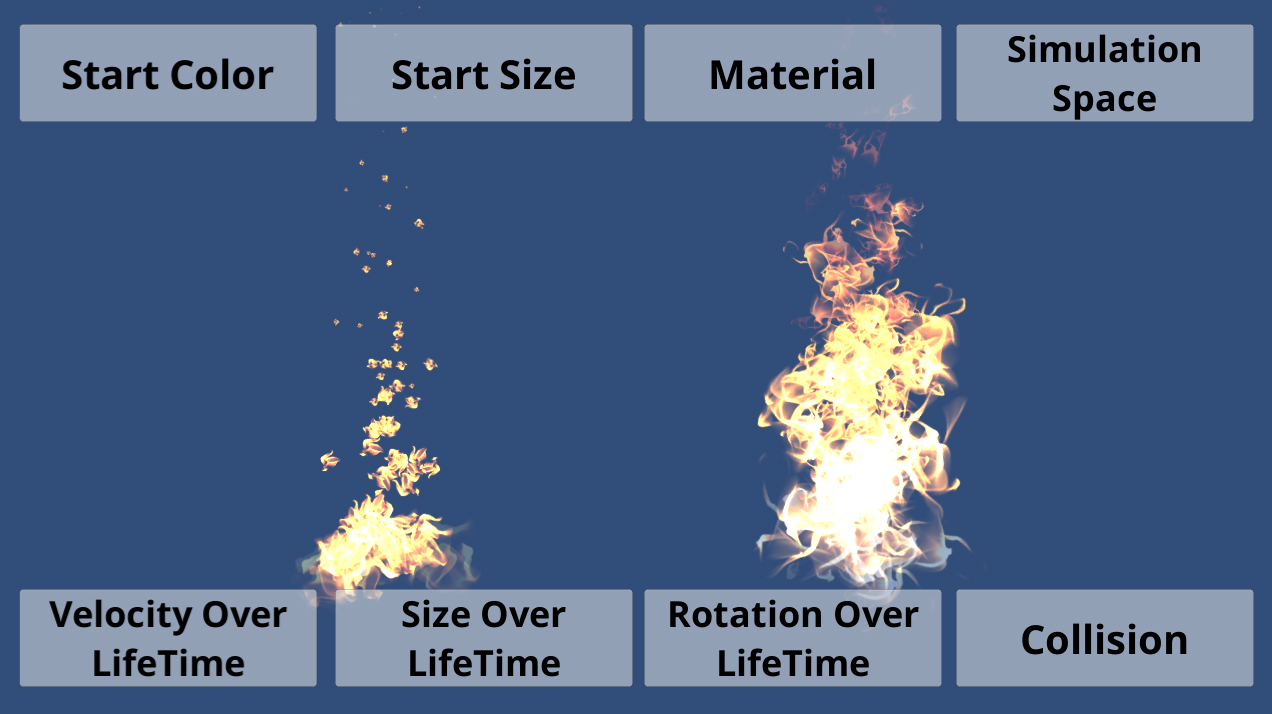 Start Color
Start Size
Material
Simulation
Space
Velocity Over
LifeTime
Size Over
LifeTime
Rotation Over
LifeTime
Collision